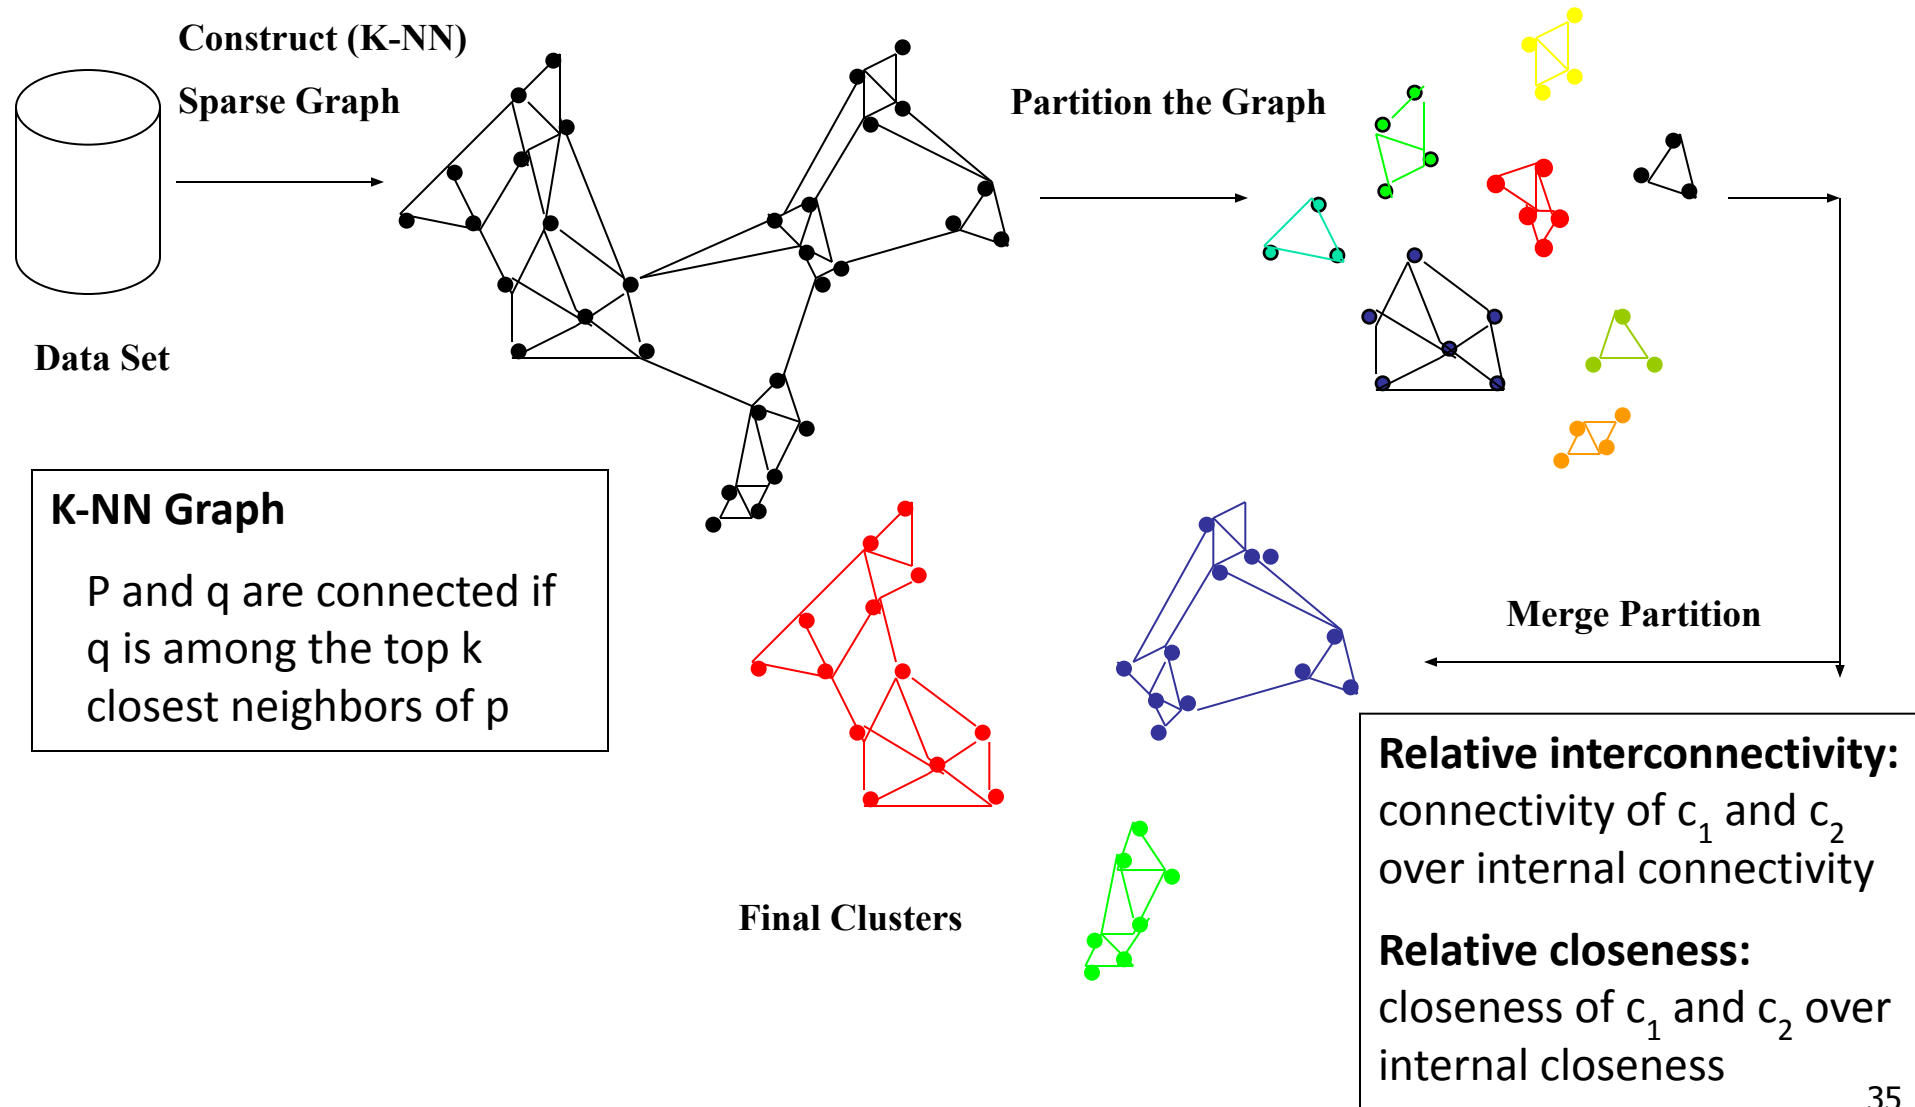 Construct (K-NN)
Sparse Graph
Partition the Graph
Data Set
K-NN Graph
P and q are connected if
q is among the top k
closest neighbors of p
Merge Partition
Final Clusters
Relative interconnectivity:
connectivity of c1 and c2
over internal connectivity
Relative closeness:
closeness of c1 and c2 over
internal closeness
35